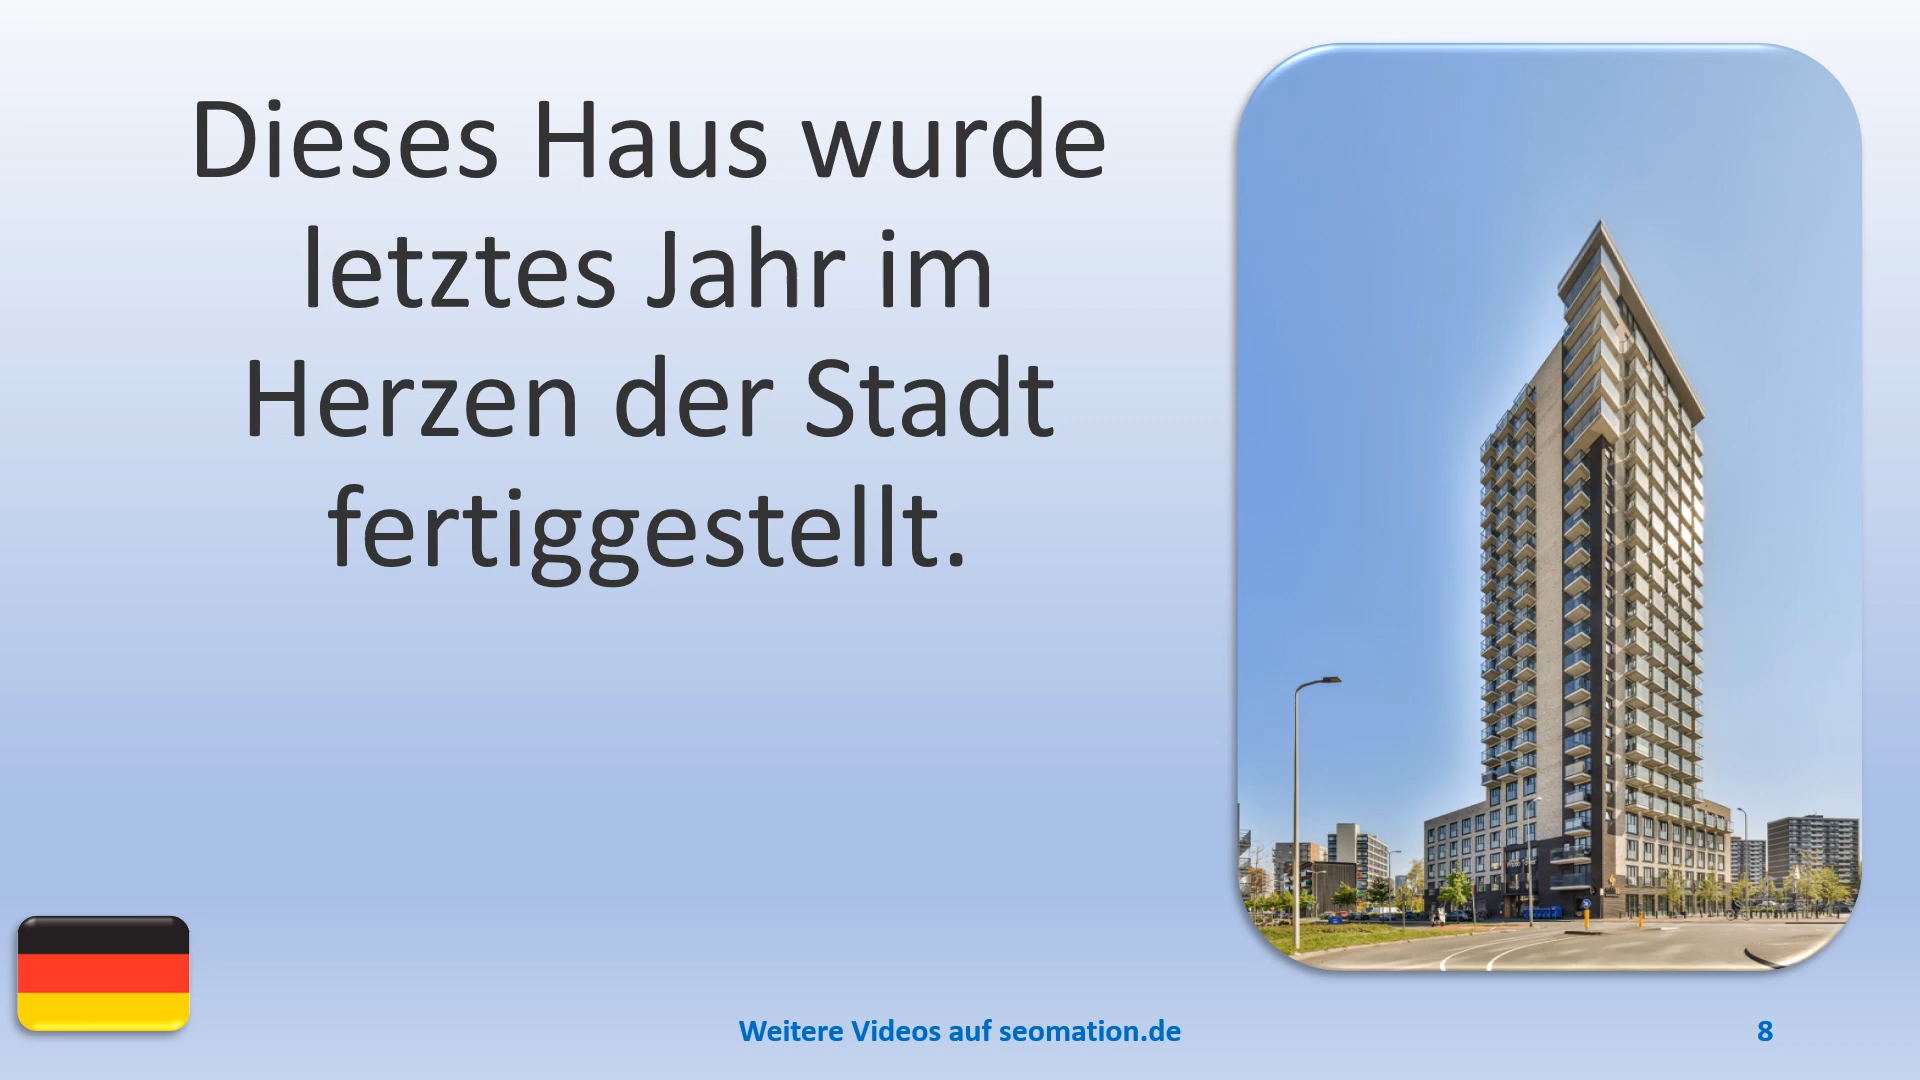 Dieses Haus wurde
letztes Jahr im
Herzen der Stadt
fertiggestellt.
Weitere Videos auf seomation.de
8